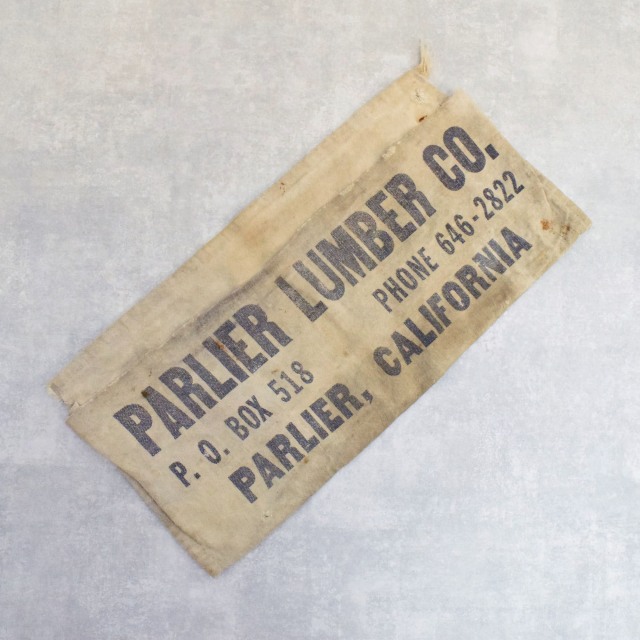 PARLIER LUMBER CO.
P.O. BOX 518 PHONE 646-2822
PARLIER, CALIFORNIA